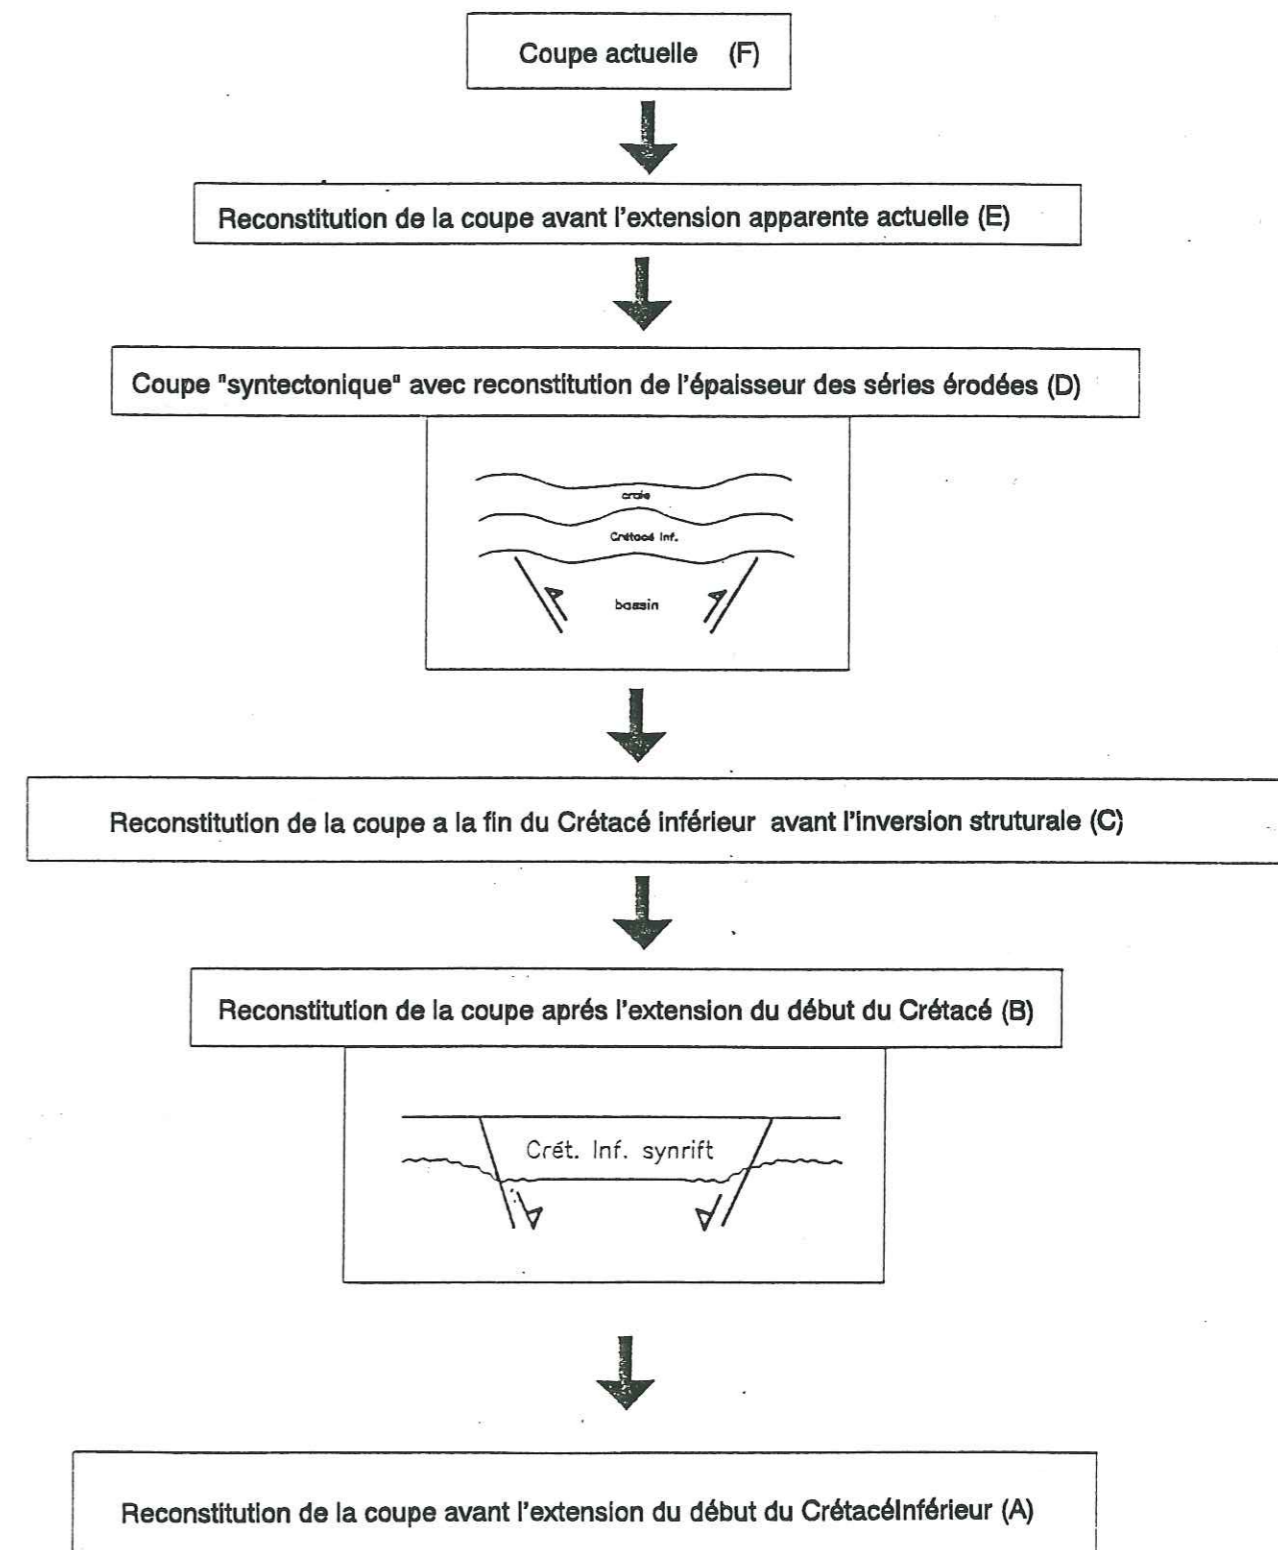 Coupe actuelle (F)
Reconstitution de la coupe avant l'extension apparente actuelle (E)
Coupe "syntectonique" avec reconstitution de l'épaisseur des séries érodées (D)
craie
Crétacé Inf.
bassin
Reconstitution de la coupe a la fin du Crétacé inférieur avant l'inversion struturale (C)
Reconstitution de la coupe aprés l'extension du début du Crétacé (B)
Crét. Inf. synrift
Reconstitution de la coupe avant l'extension du début du CrétacéInférieur (A)